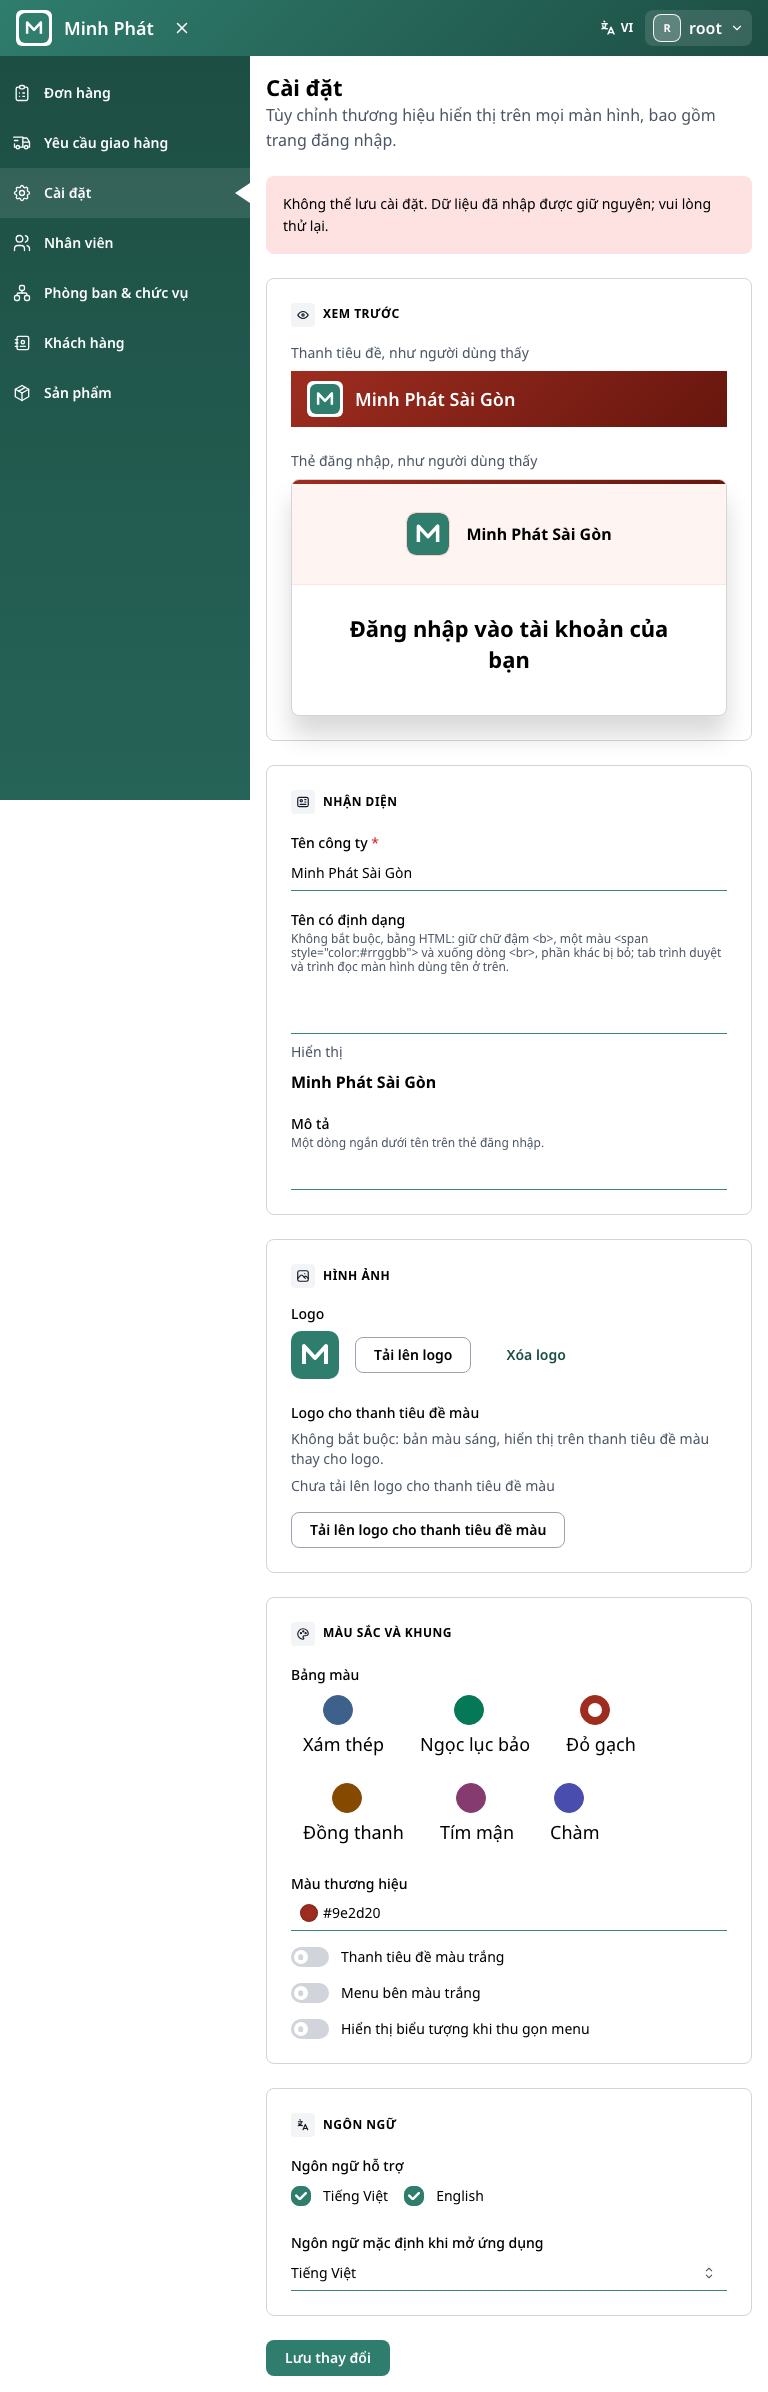 Minh Phát
VI
R
root
Đơn hàng
Yêu cầu giao hàng
Cài đặt
Nhân viên
Phòng ban & chức vụ
Khách hàng
Sản phẩm
Cài đặt
Tùy chỉnh thương hiệu hiển thị trên mọi màn hình, bao gồm
trang đăng nhập.
Không thể lưu cài đặt. Dữ liệu đã nhập được giữ nguyên; vui lòng
thử lại.
XEM TRƯỚC
Thanh tiêu đề, như người dùng thấy
Minh Phát Sài Gòn
Thẻ đăng nhập, như người dùng thấy
Minh Phát Sài Gòn
Đăng nhập vào tài khoản của
bạn
NHẬN DIỆN
Tên công ty *
Minh Phát Sài Gòn
Tên có định dạng
Không bắt buộc, bằng HTML: giữ chữ đậm <b>, một màu <span
style="color:#rrggbb"> và xuống dòng <br>, phần khác bị bỏ; tab trình duyệt
và trình đọc màn hình dùng tên ở trên.
Hiển thị
Minh Phát Sài Gòn
Mô tả
Một dòng ngắn dưới tên trên thẻ đăng nhập.
HÌNH ẢNH
Logo
Tải lên logo
Xóa logo
Logo cho thanh tiêu đề màu
Không bắt buộc: bản màu sáng, hiển thị trên thanh tiêu đề màu
thay cho logo.
Chưa tải lên logo cho thanh tiêu đề màu
Tải lên logo cho thanh tiêu đề màu
MÀU SẮC VÀ KHUNG
Bảng màu
Xám thép
Ngọc lục bảo
Đỏ gạch
Đồng thanh
Tím mận
Chàm
Màu thương hiệu
#9e2d20
Thanh tiêu đề màu trắng
Menu bên màu trắng
Hiển thị biểu tượng khi thu gọn menu
NGÔN NGỮ
Ngôn ngữ hỗ trợ
Tiếng Việt
English
Ngôn ngữ mặc định khi mở ứng dụng
Tiếng Việt
Lưu thay đổi